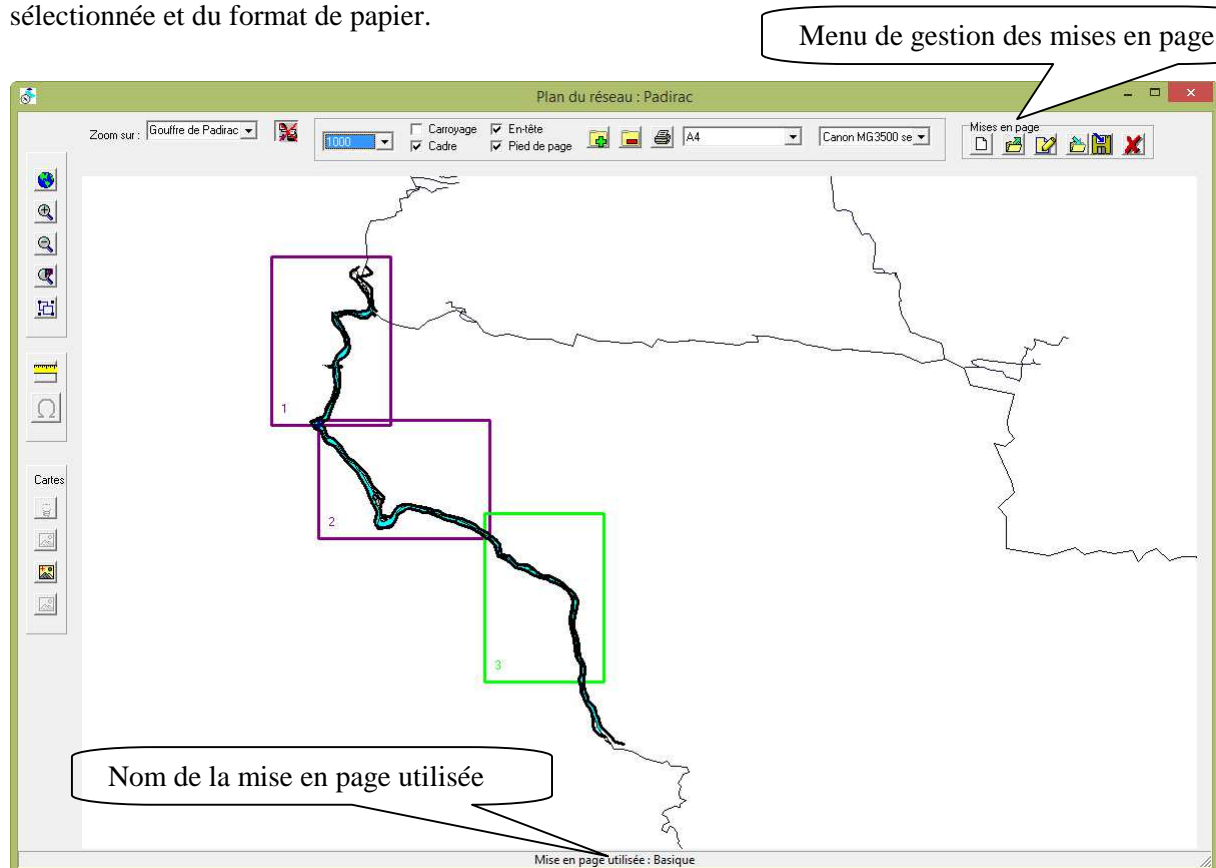 sélectionnée et du format de papier.
Menu de gestion des mises en page
Plan du réseau : Padirac
Zoom sur : Gouffre de Padirac
1000
Carroyage
En-tête
Cadre
Pied de page
A4
Canon MG3500 se
Mises en page
1
2
3
Cartes
Nom de la mise en page utilisée
Mise en page utilisée : Basique